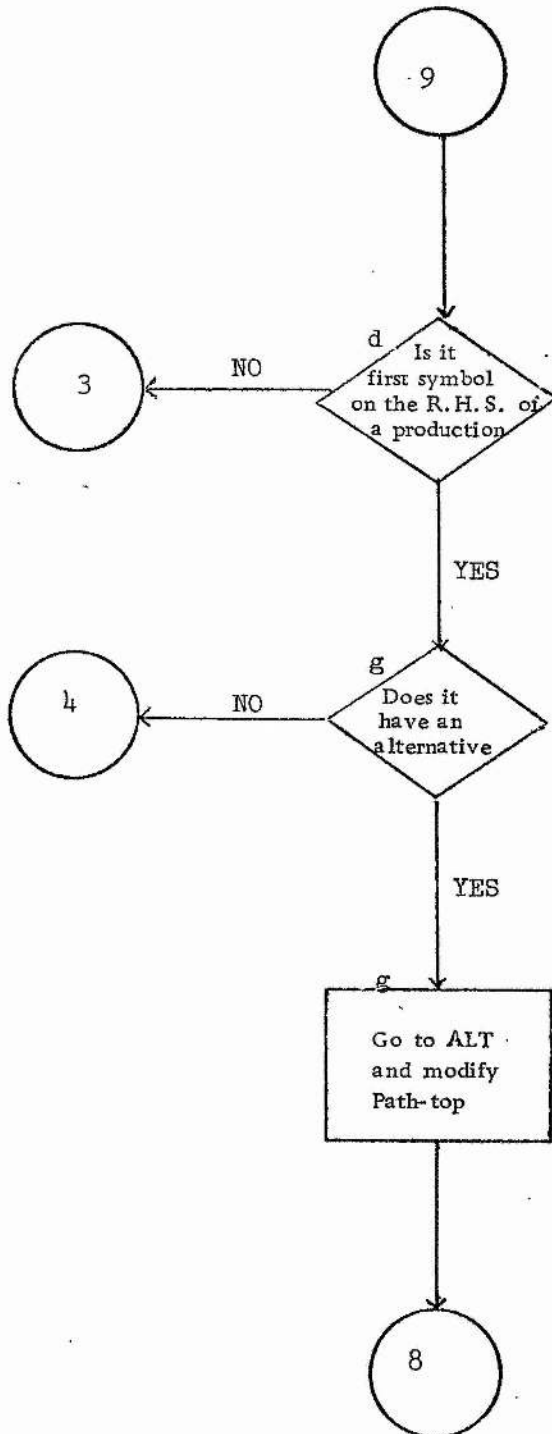 9
d
Is it
first symbol
on the R.H.S. of
a production
NO
3
YES
g
Does it
have an
alternative
NO
4
YES
g
Go to ALT
and modify
Path-top
8